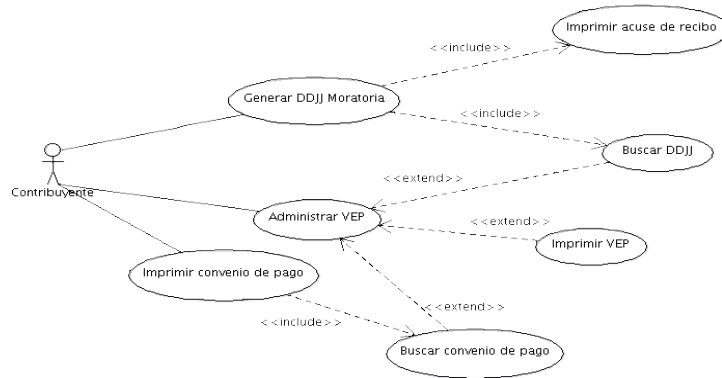 Imprimir acuse de recibo
<<include>>
Generar DDJJ Moratoria
<<include>>
Buscar DDJJ
Contribuyente
<<extend>>
Administrar VEP
<<extend>>
Imprimir VEP
Imprimir convenio de pago
<<extend>>
<<include>>
Buscar convenio de pago